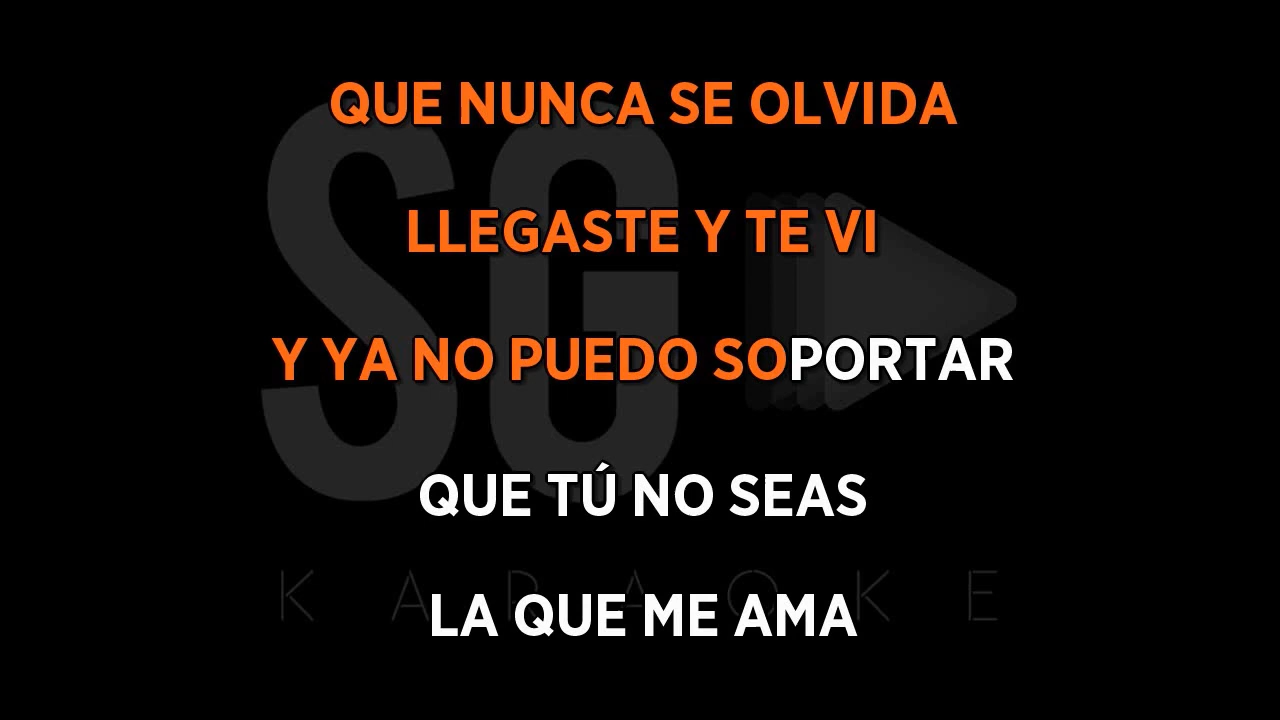 QUE NUNCA SE OLVIDA
LLEGASTE Y TE VI
Y YA NO PUEDO SOPORTAR
QUE TÚ NO SEAS
LA QUE ME AMA
SG
KARAOKE